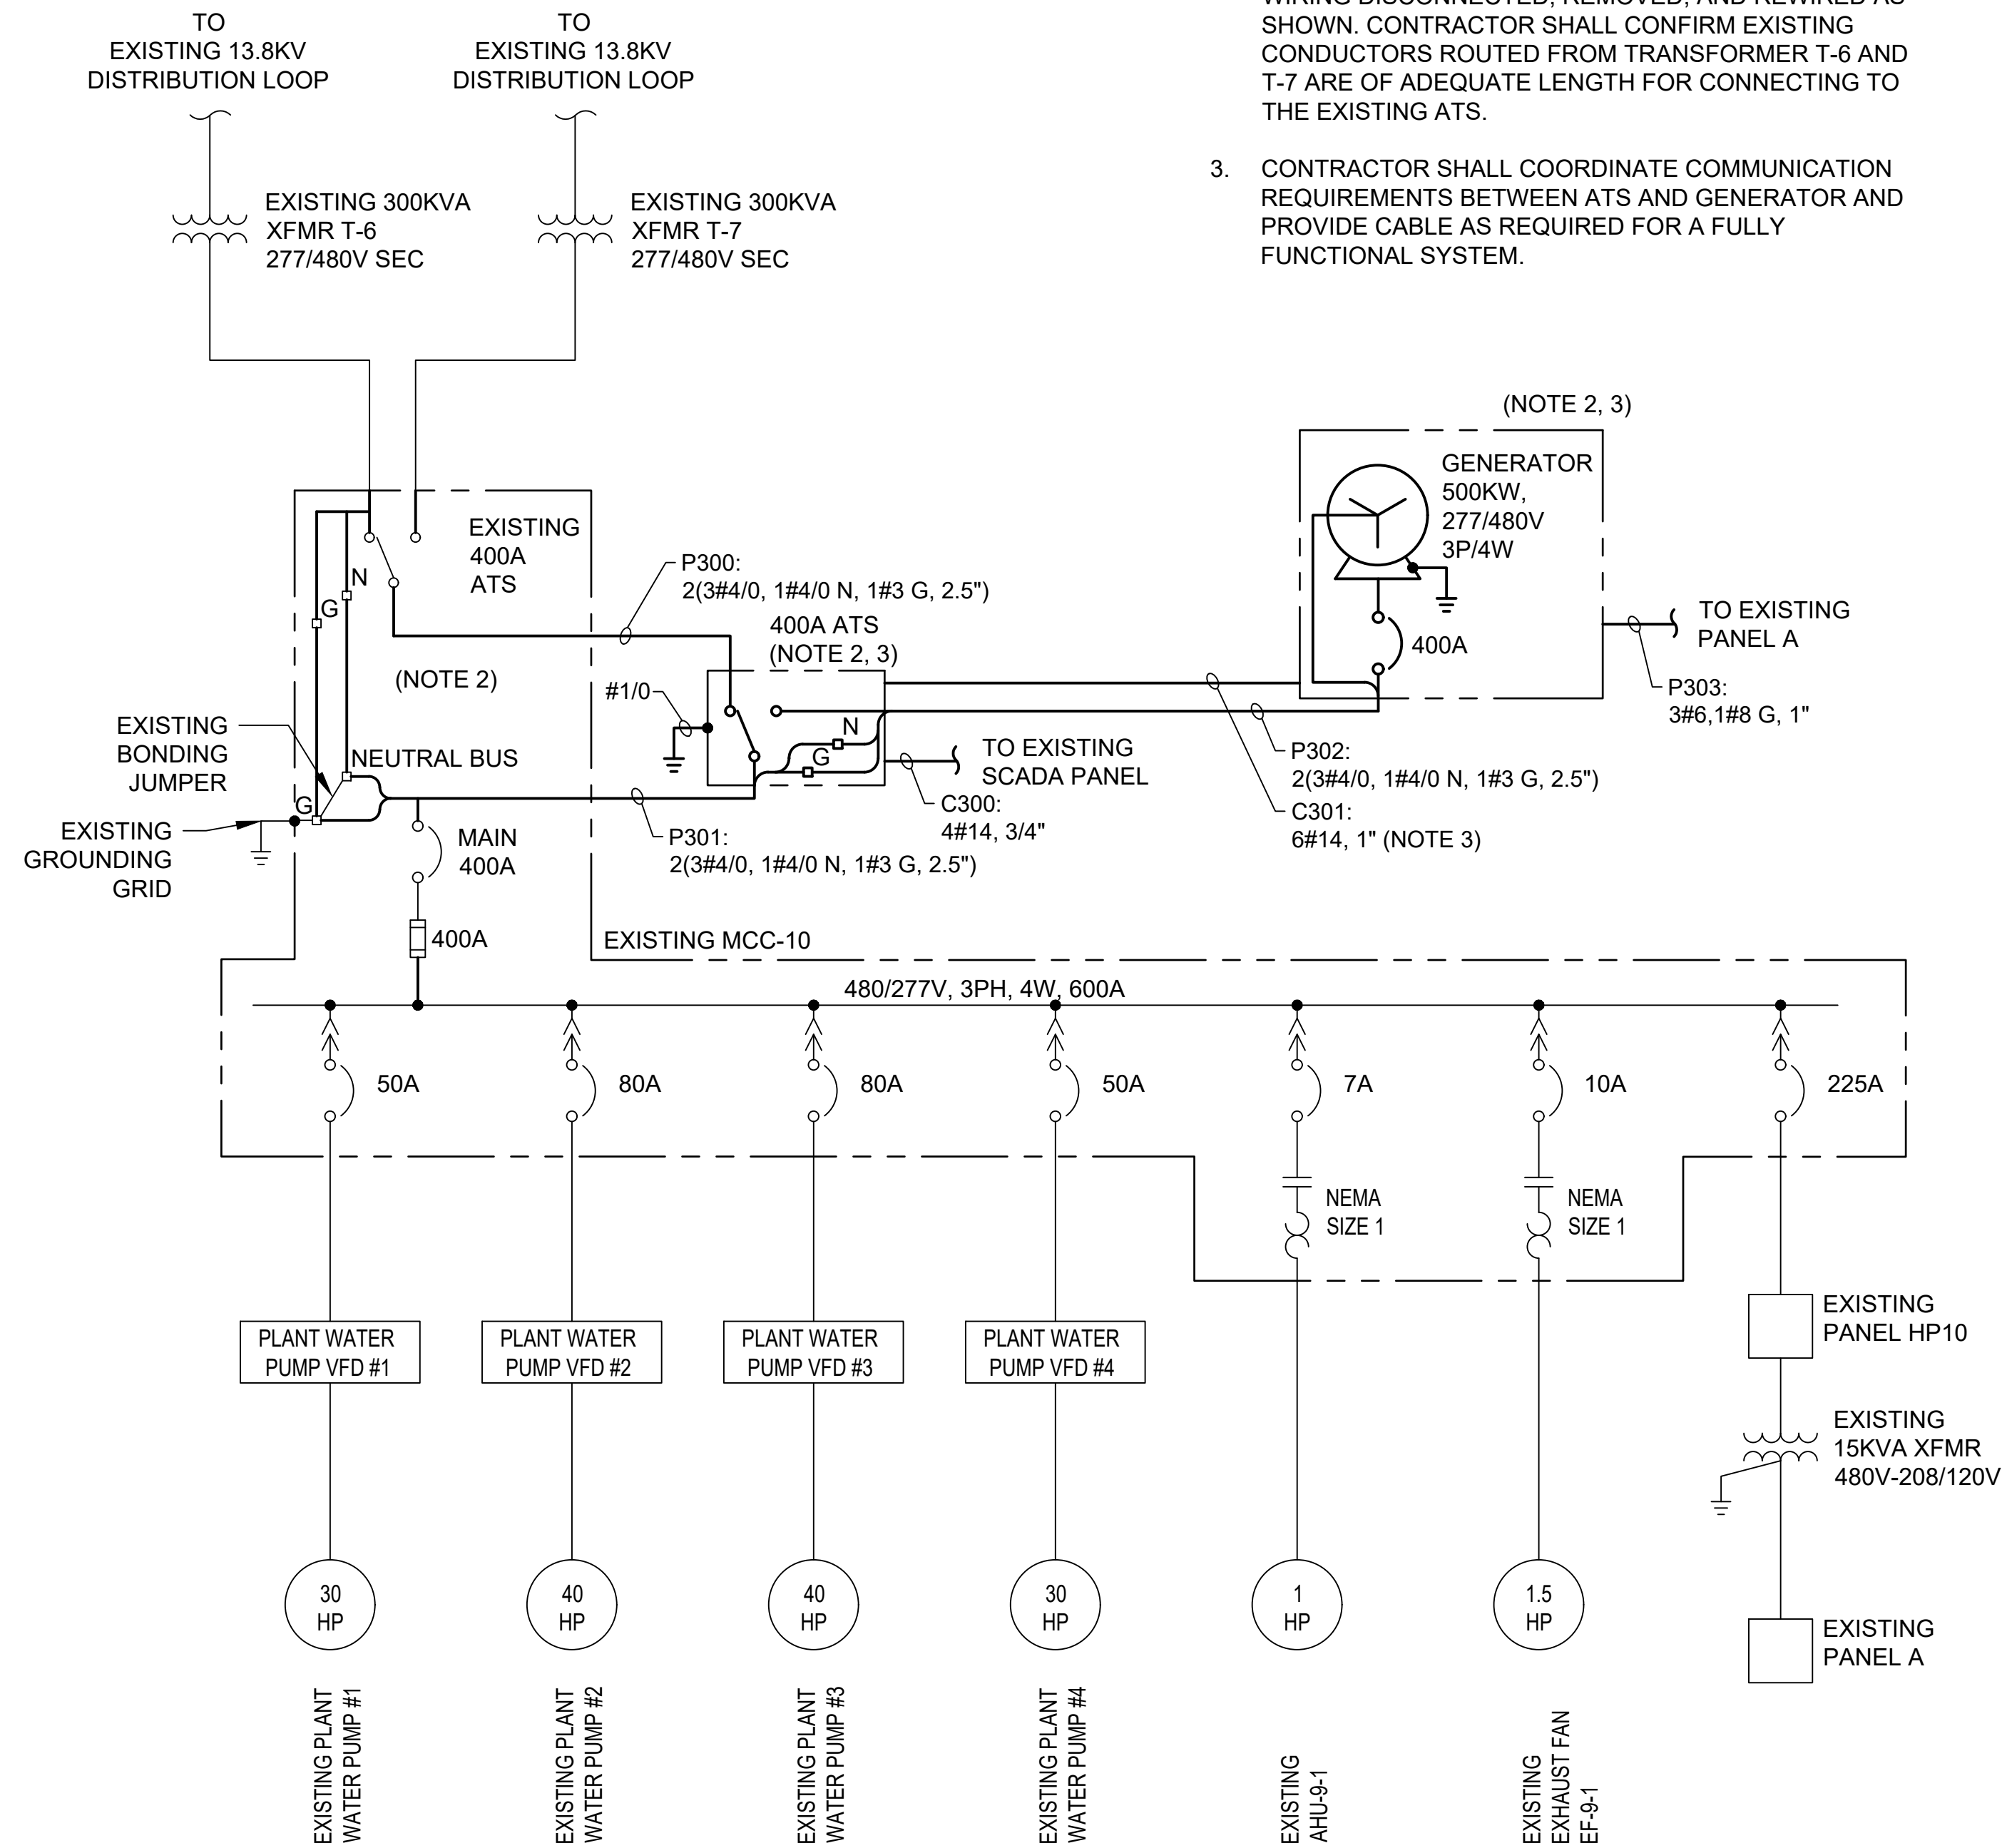 WIRING DISCONNECTED, REMOVED, AND REWIRED AS
SHOWN. CONTRACTOR SHALL CONFIRM EXISTING
CONDUCTORS ROUTED FROM TRANSFORMER T-6 AND
T-7 ARE OF ADEQUATE LENGTH FOR CONNECTING TO
THE EXISTING ATS.
3. CONTRACTOR SHALL COORDINATE COMMUNICATION
REQUIREMENTS BETWEEN ATS AND GENERATOR AND
PROVIDE CABLE AS REQUIRED FOR A FULLY
FUNCTIONAL SYSTEM.
TO
EXISTING 13.8KV
DISTRIBUTION LOOP
TO
EXISTING 13.8KV
DISTRIBUTION LOOP
EXISTING 300KVA
XFMR T-6
277/480V SEC
EXISTING 300KVA
XFMR T-7
277/480V SEC
(NOTE 2, 3)
GENERATOR
500KW,
277/480V
3P/4W
400A
TO EXISTING
PANEL A
P303:
3#6,1#8 G, 1"
EXISTING
400A
ATS
N
G
(NOTE 2)
P300:
2(3#4/0, 1#4/0 N, 1#3 G, 2.5")
400A ATS
(NOTE 2, 3)
#1/0
N
G
TO EXISTING
SCADA PANEL
C300:
4#14, 3/4"
P302:
2(3#4/0, 1#4/0 N, 1#3 G, 2.5")
C301:
6#14, 1" (NOTE 3)
EXISTING
BONDING
JUMPER
NEUTRAL BUS
G
EXISTING
GROUNDING
GRID
MAIN
400A
P301:
2(3#4/0, 1#4/0 N, 1#3 G, 2.5")
400A
EXISTING MCC-10
480/277V, 3PH, 4W, 600A
50A
80A
80A
50A
7A
10A
225A
NEMA
SIZE 1
NEMA
SIZE 1
PLANT WATER
PUMP VFD #1
PLANT WATER
PUMP VFD #2
PLANT WATER
PUMP VFD #3
PLANT WATER
PUMP VFD #4
EXISTING
PANEL HP10
EXISTING
15KVA XFMR
480V-208/120V
30
HP
40
HP
40
HP
30
HP
1
HP
1.5
HP
EXISTING
PANEL A
EXISTING PLANT
WATER PUMP #1
EXISTING PLANT
WATER PUMP #2
EXISTING PLANT
WATER PUMP #3
EXISTING PLANT
WATER PUMP #4
EXISTING
AHU-9-1
EXISTING
EXHAUST FAN
EF-9-1